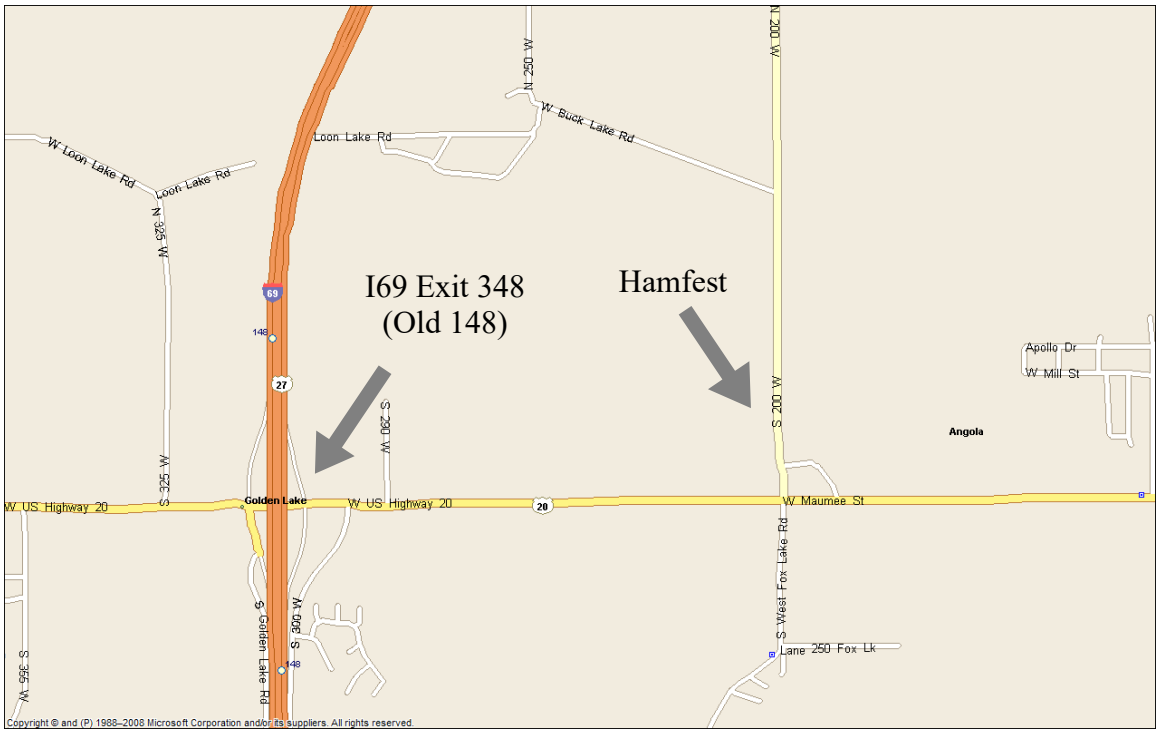 N 250 W
N 200 W
W Buck Lake Rd
Loon Lake Rd
W Loon Lake Rd
Loon Lake Rd
N 325 W
I69 Exit 348
(Old 148)
Hamfest
69
148
27
Apollo Dr
W Mill St
S 200 W
S 290 W
Angola
S 325 W
Golden Lake
W US Highway 20
W US Highway 20
20
W Maumee St
S West Fox Lake Rd
S Golden Lake Rd
S 300 W
Lane 250 Fox Lk
148
S 355 W
Copyright © and (P) 1988–2008 Microsoft Corporation and/or its suppliers. All rights reserved.